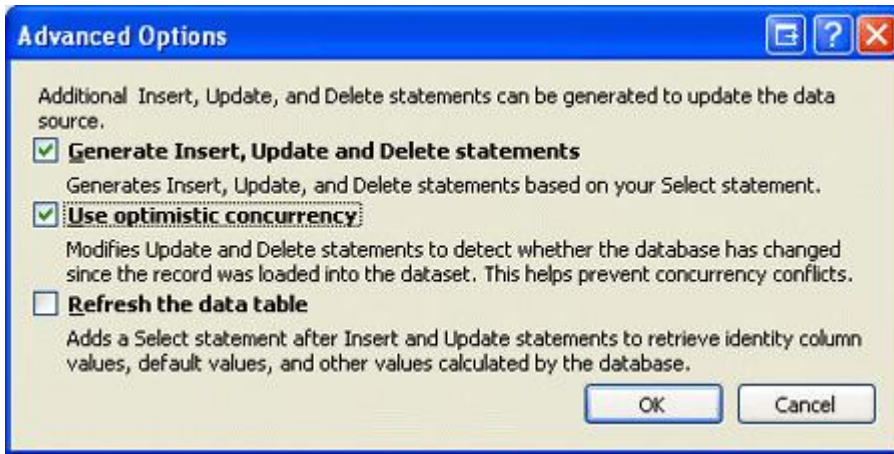 Advanced Options
Additional Insert, Update, and Delete statements can be generated to update the data
source.
Generate Insert, Update and Delete statements
Generates Insert, Update, and Delete statements based on your Select statement.
Use optimistic concurrency
Modifies Update and Delete statements to detect whether the database has changed
since the record was loaded into the dataset. This helps prevent concurrency conflicts.
Refresh the data table
Adds a Select statement after Insert and Update statements to retrieve identity column
values, default values, and other values calculated by the database.
OK Cancel